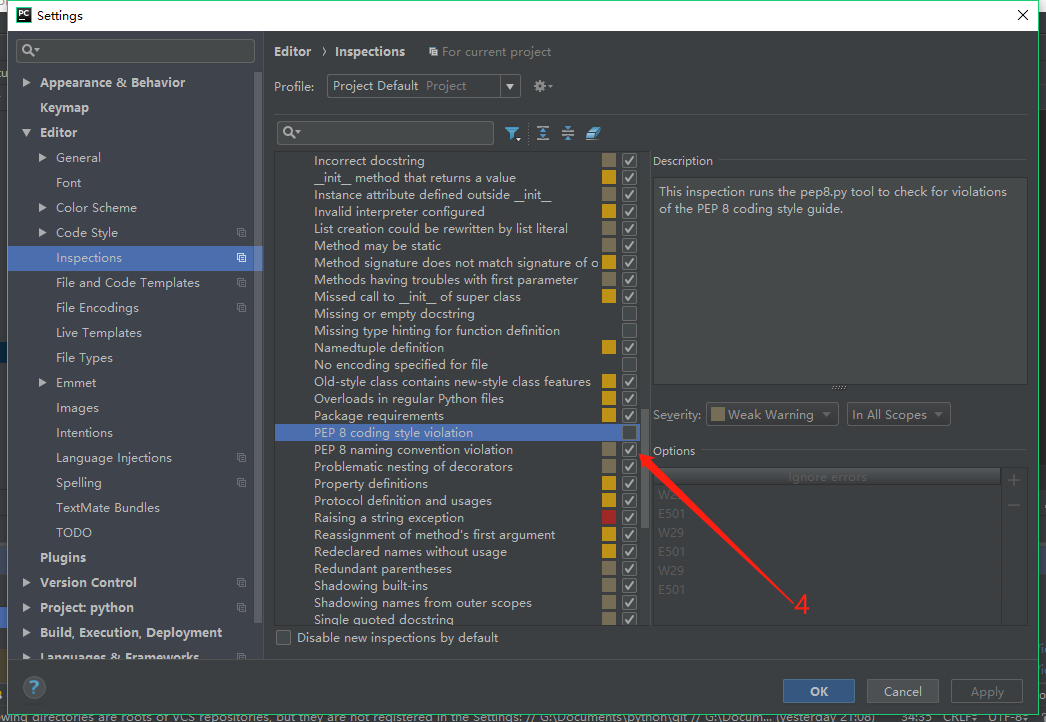 PC Settings
Appearance & Behavior
Keymap
Editor
General
Font
Color Scheme
Code Style
Inspections
File and Code Templates
File Encodings
Live Templates
File Types
Emmet
Images
Intentions
Language Injections
Spelling
TextMate Bundles
TODO
Plugins
Version Control
Project: python
Build, Execution, Deployment
Languages & Frameworks
Editor › Inspections For current project
Profile: Project Default Project
Incorrect docstring
__init__ method that returns a value
Instance attribute defined outside __init__
Invalid interpreter configured
List creation could be rewritten by list literal
Method may be static
Method signature does not match signature of o
Methods having troubles with first parameter
Missed call to __init__ of super class
Missing or empty docstring
Missing type hinting for function definition
Namedtuple definition
No encoding specified for file
Old-style class contains new-style class features
Overloads in regular Python files
Package requirements
PEP 8 coding style violation
PEP 8 naming convention violation
Problematic nesting of decorators
Property definitions
Protocol definition and usages
Raising a string exception
Reassignment of method's first argument
Redeclared names without usage
Redundant parentheses
Shadowing built-ins
Shadowing names from outer scopes
Single quoted docstring
Disable new inspections by default
Description
This inspection runs the pep8.py tool to check for violations
of the PEP 8 coding style guide.
Severity: Weak Warning In All Scopes
Options
Ignore errors
W29
E501
W29
E501
W29
E501
4
?
OK Cancel Apply
wing directories are roots of VCS repositories, but they are not registered in the Settings: // G:\Documents\python\git // G:\Docum... (yesterday 21:08) 34:35 CRLF UTF-8